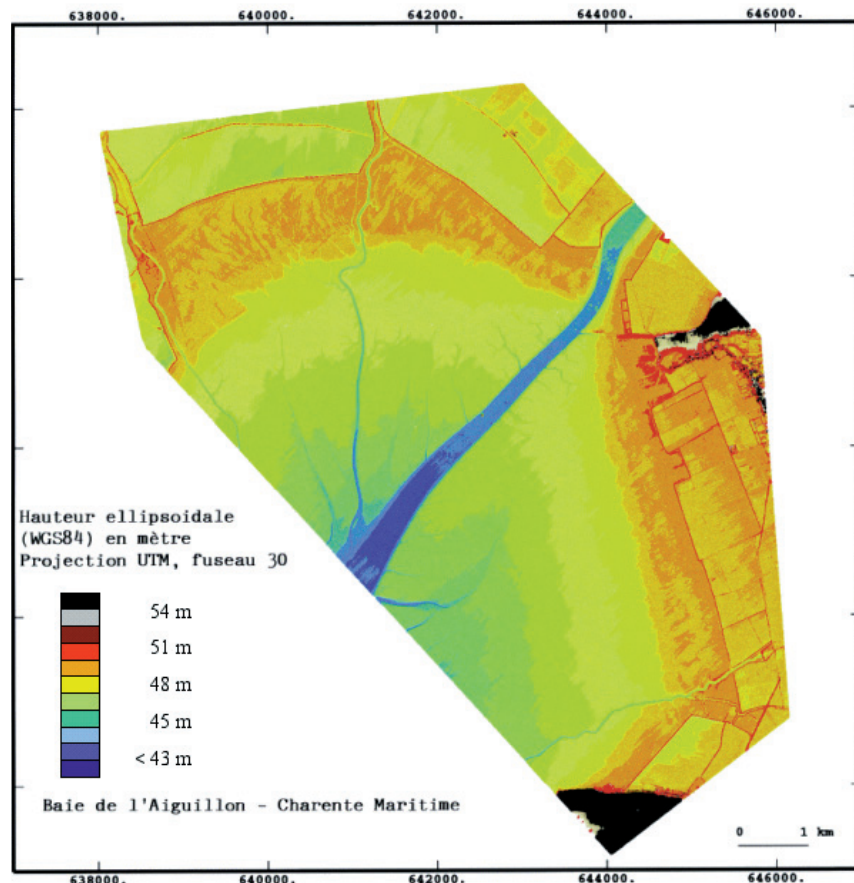 638000. 640000. 642000. 644000. 646000.
Hauteur ellipsoidale
(WGS84) en mètre
Projection UTM, fuseau 30
54 m
51 m
48 m
45 m
< 43 m
Baie de l'Aiguillon - Charente Maritime
0 1 km
638000. 640000. 642000. 644000. 646000.